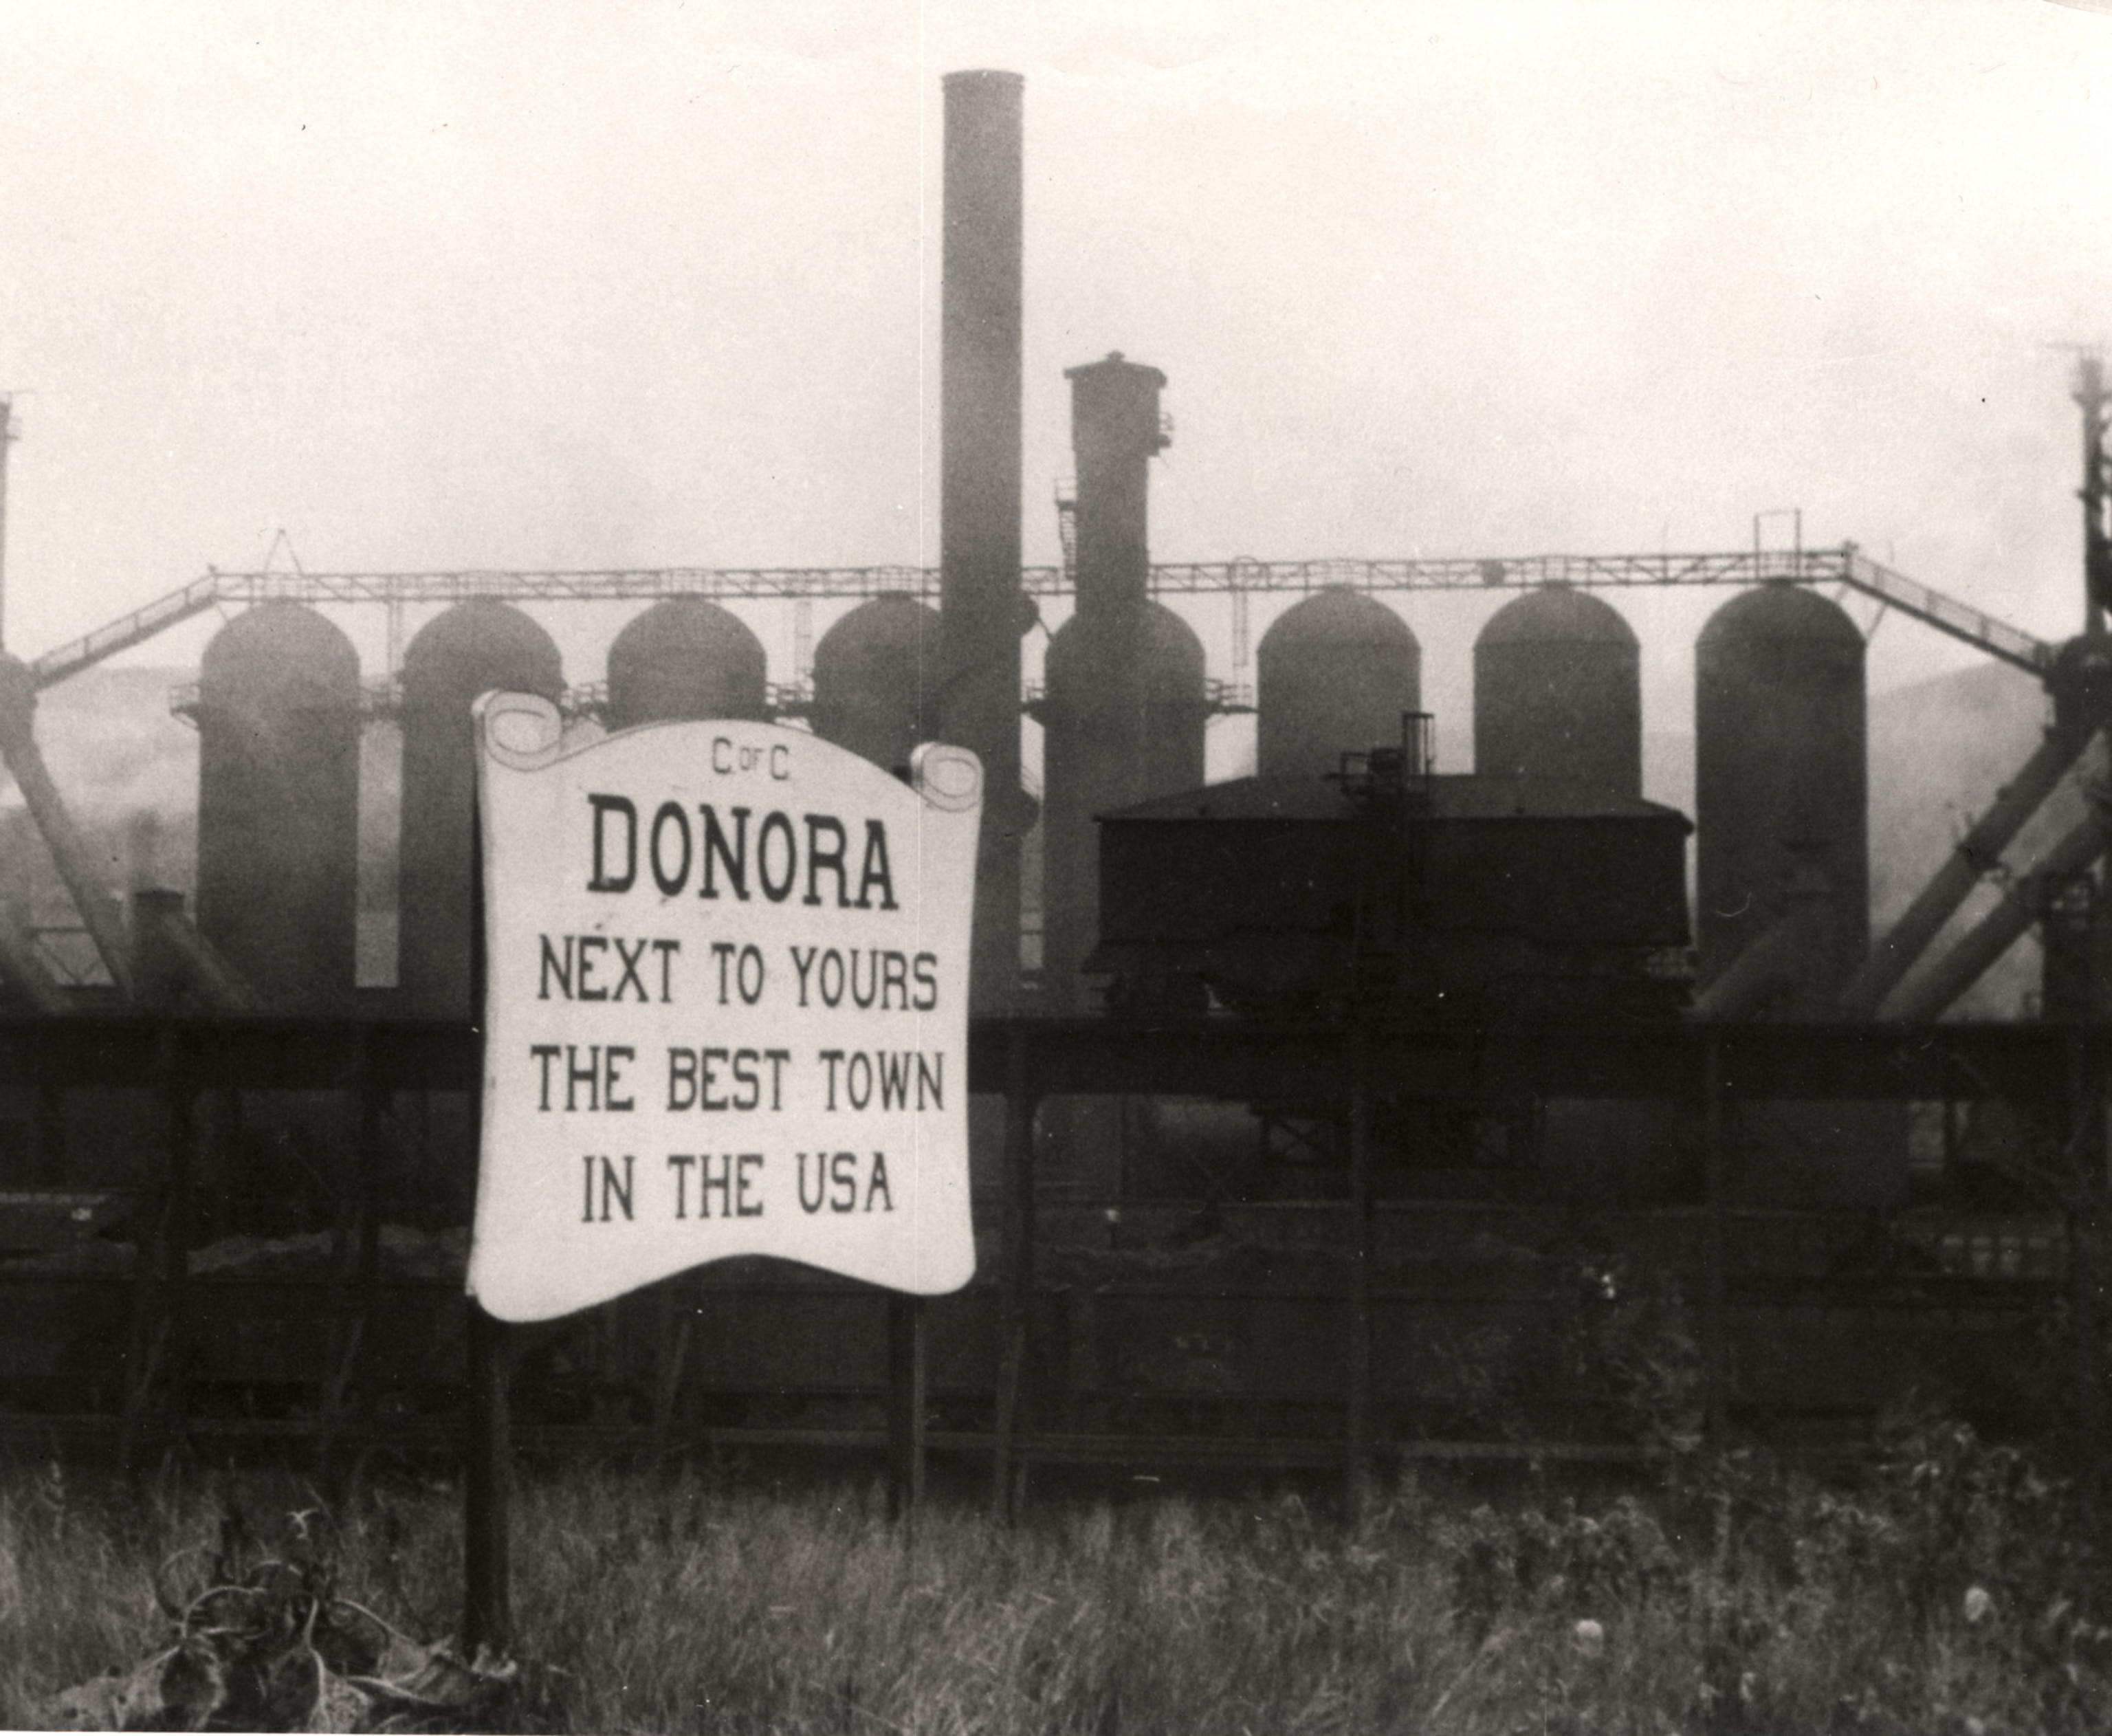 C. OF C.
DONORA
NEXT TO YOURS
THE BEST TOWN
IN THE USA